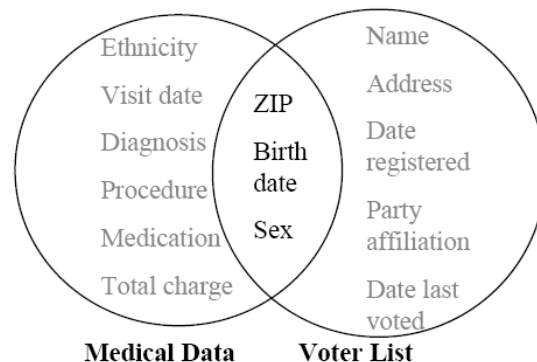 Ethnicity
Visit date
Diagnosis
Procedure
Medication
Total charge
ZIP
Birth
date
Sex
Name
Address
Date
registered
Party
affiliation
Date last
voted
Medical Data
Voter List